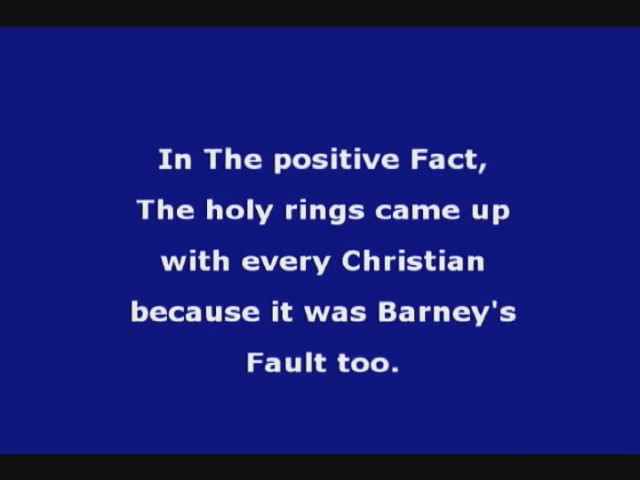 In The positive Fact,
The holy rings came up
with every Christian
because it was Barney's
Fault too.